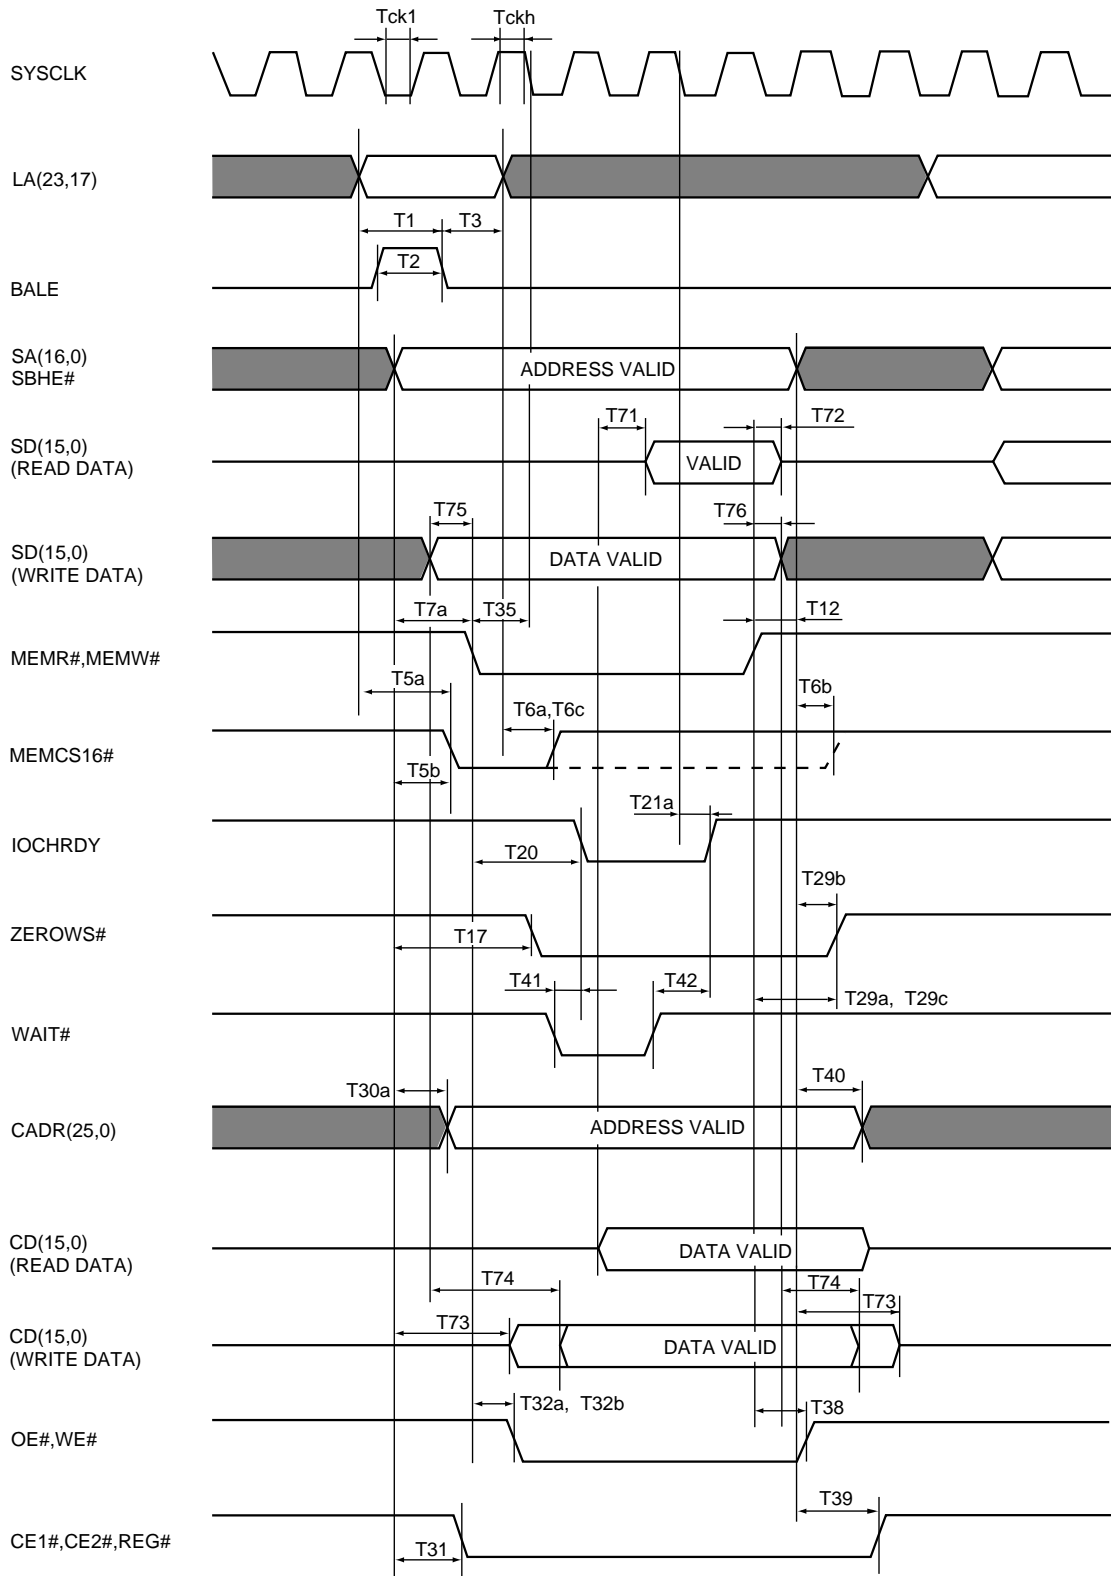 Tck1 Tckh
SYSCLK
LA(23,17)
T1 T3
T2
BALE
SA(16,0)
SBHE#
ADDRESS VALID
T71 T72
SD(15,0)
(READ DATA)
VALID
T75 T76
SD(15,0)
(WRITE DATA)
DATA VALID
T7a T35 T12
MEMR#,MEMW#
T5a T6b
T6a,T6c
MEMCS16#
T5b
T21a
IOCHRDY
T20
T29b
ZEROWS#
T17
T41 T42
T29a, T29c
WAIT#
T30a T40
CADR(25,0)
ADDRESS VALID
CD(15,0)
(READ DATA)
DATA VALID
T74 T74
T73 T73
CD(15,0)
(WRITE DATA)
DATA VALID
T32a, T32b T38
OE#,WE#
T39
CE1#,CE2#,REG#
T31